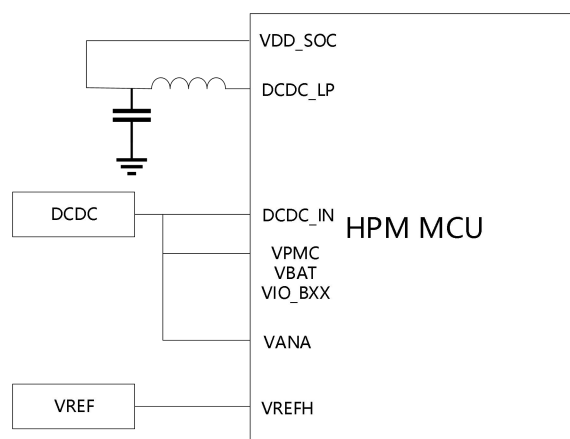 VDD_SOC
DCDC_LP
DCDC
DCDC_IN
HPM MCU
VPMC
VBAT
VIO_BXX
VANA
VREF
VREFH